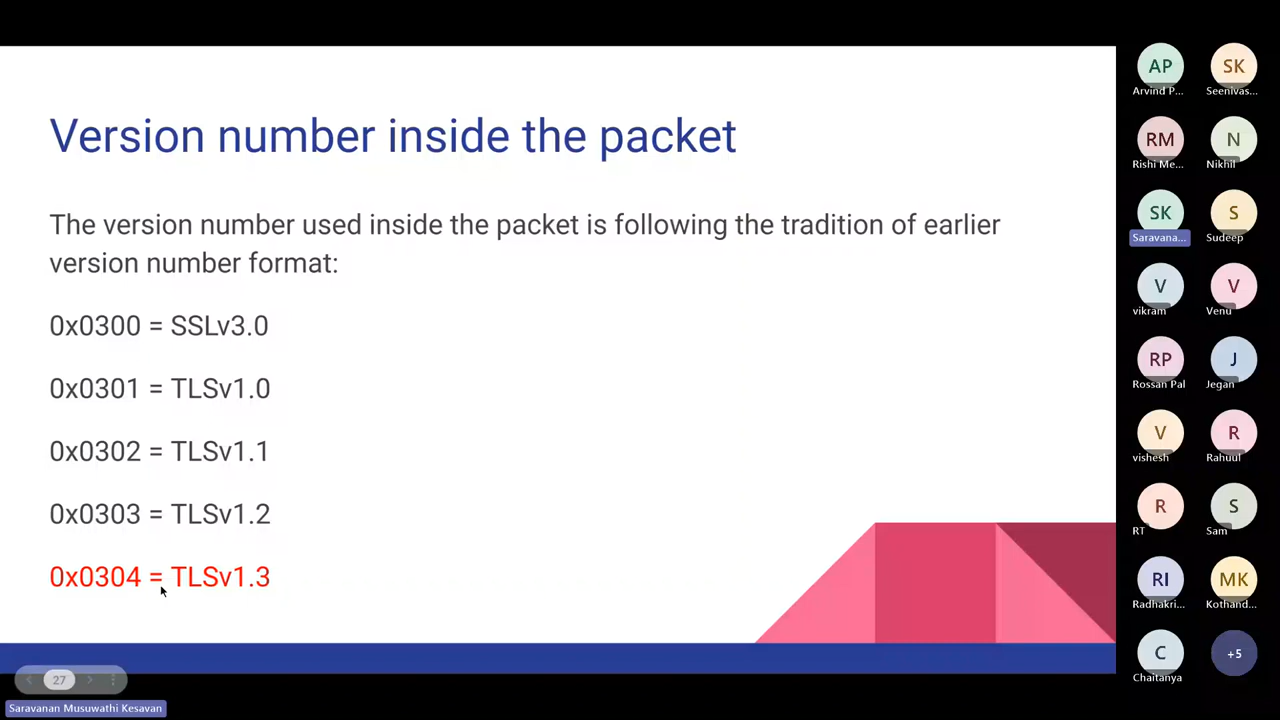 Version number inside the packet
The version number used inside the packet is following the tradition of earlier
version number format:
0x0300 = SSLv3.0
0x0301 = TLSv1.0
0x0302 = TLSv1.1
0x0303 = TLSv1.2
0x0304 = TLSv1.3
27
Saravanan Musuwathi Kesavan
AP
Arvind P...
SK
Seenivas...
RM
Rishi Me...
N
Nikhil
SK
Saravana...
S
Sudeep
V
vikram
V
Venu
RP
Rossan Pal
J
Jegan
V
vishesh
R
Rahuul
R
RT
S
Sam
RI
Radhakri...
MK
Kothand...
C
Chaitanya
+5